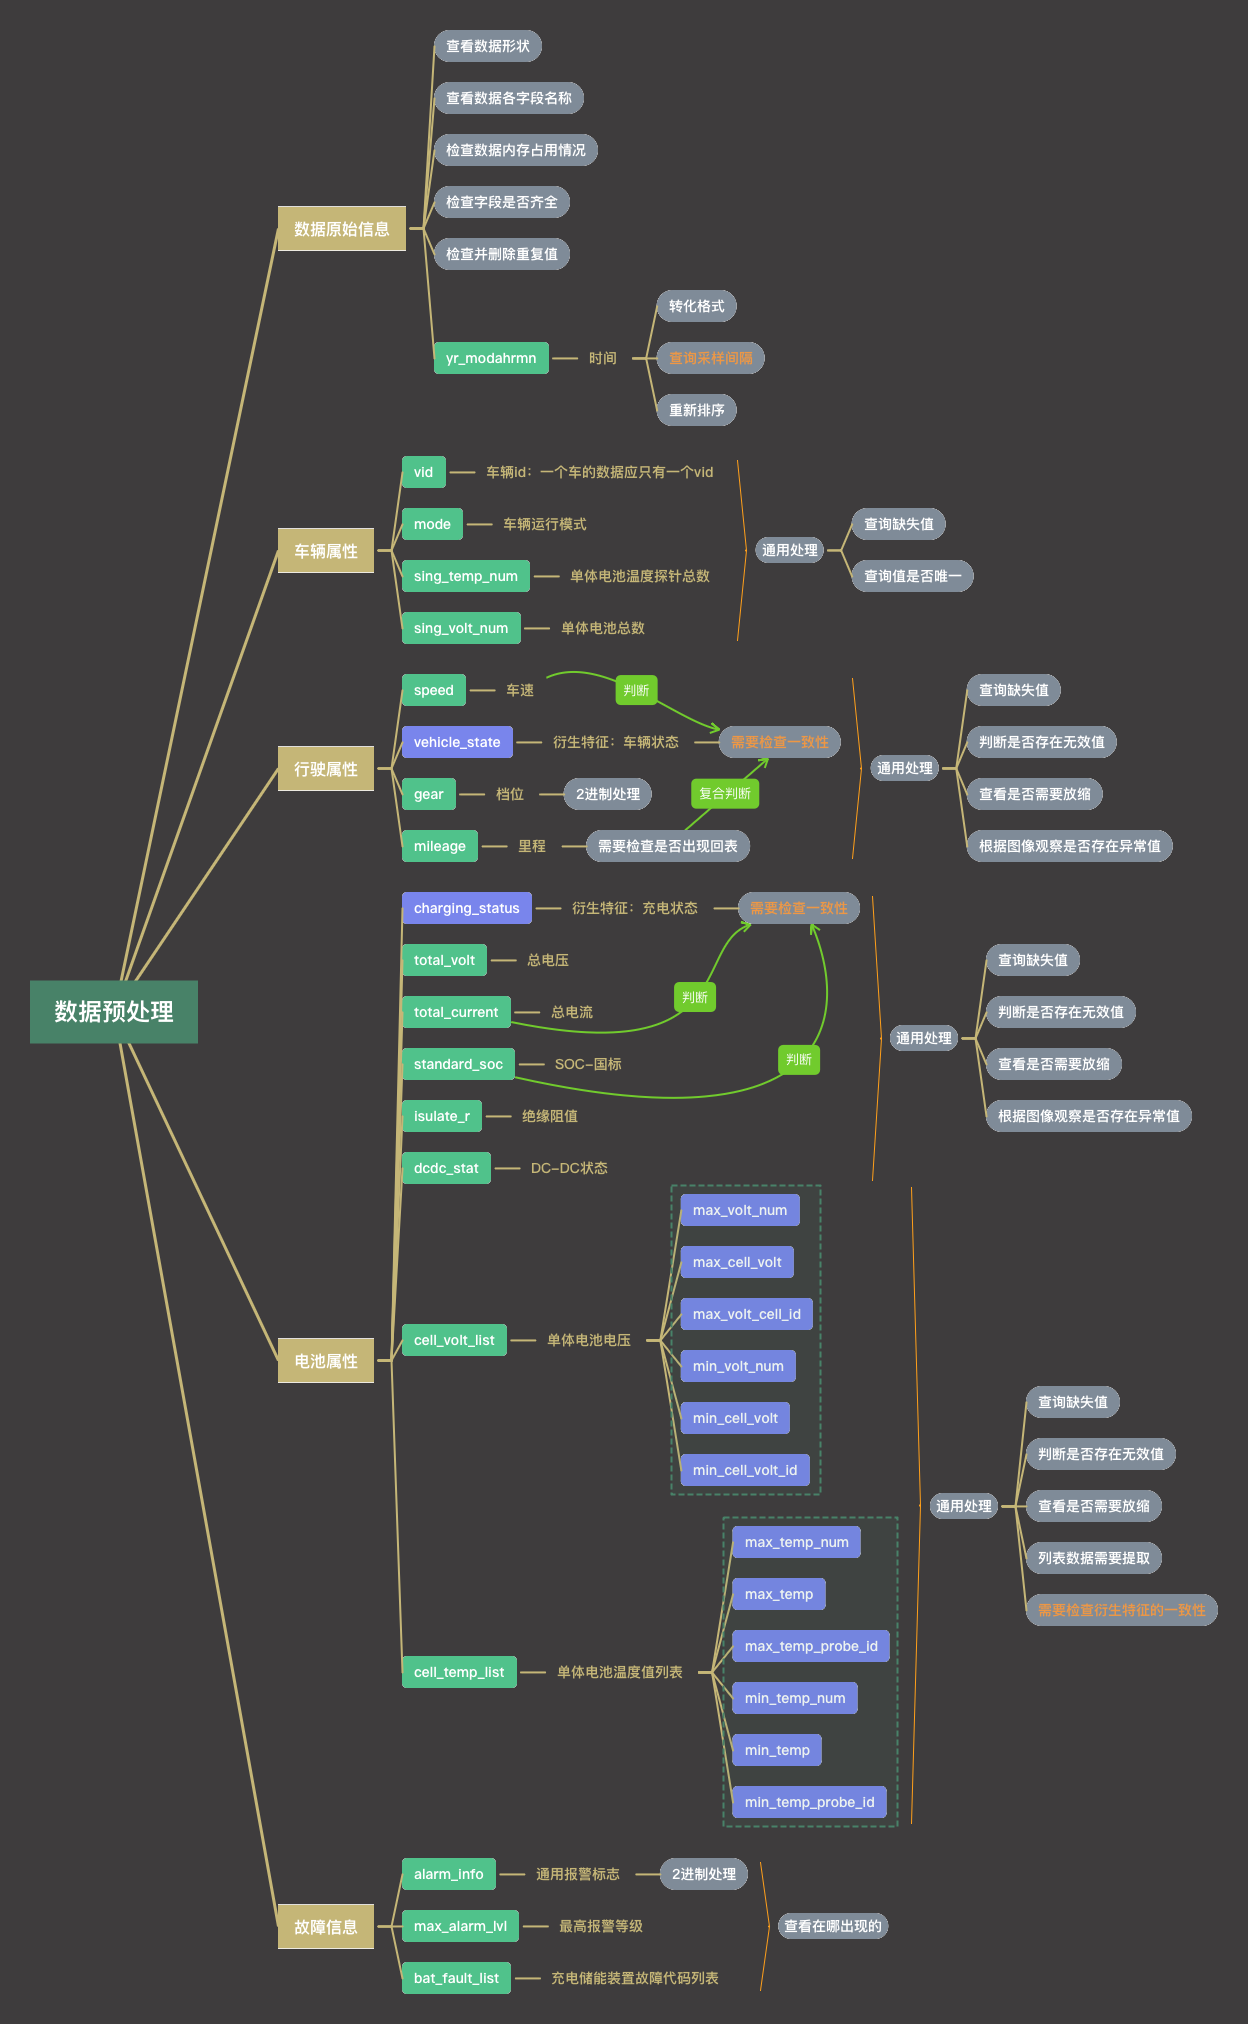 数据预处理
数据原始信息
查看数据形状
查看数据各字段名称
检查数据内存占用情况
检查字段是否齐全
检查并删除重复值
yr_modahrmn
时间
转化格式
查询采样间隔
重新排序
车辆属性
vid
车辆id：一个车的数据应只有一个vid
mode
车辆运行模式
sing_temp_num
单体电池温度探针总数
sing_volt_num
单体电池总数
通用处理
查询缺失值
查询值是否唯一
行驶属性
speed
车速
判断
vehicle_state
衍生特征：车辆状态
需要检查一致性
gear
档位
2进制处理
复合判断
mileage
里程
需要检查是否出现回表
通用处理
查询缺失值
判断是否存在无效值
查看是否需要放缩
根据图像观察是否存在异常值
电池属性
charging_status
衍生特征：充电状态
需要检查一致性
total_volt
总电压
total_current
总电流
判断
standard_soc
SOC-国标
判断
isulate_r
绝缘阻值
dcdc_stat
DC-DC状态
通用处理
查询缺失值
判断是否存在无效值
查看是否需要放缩
根据图像观察是否存在异常值
cell_volt_list
单体电池电压
max_volt_num
max_cell_volt
max_volt_cell_id
min_volt_num
min_cell_volt
min_cell_volt_id
cell_temp_list
单体电池温度值列表
max_temp_num
max_temp
max_temp_probe_id
min_temp_num
min_temp
min_temp_probe_id
通用处理
查询缺失值
判断是否存在无效值
查看是否需要放缩
列表数据需要提取
需要检查衍生特征的一致性
故障信息
alarm_info
通用报警标志
2进制处理
max_alarm_lvl
最高报警等级
bat_fault_list
充电储能装置故障代码列表
查看在哪出现的